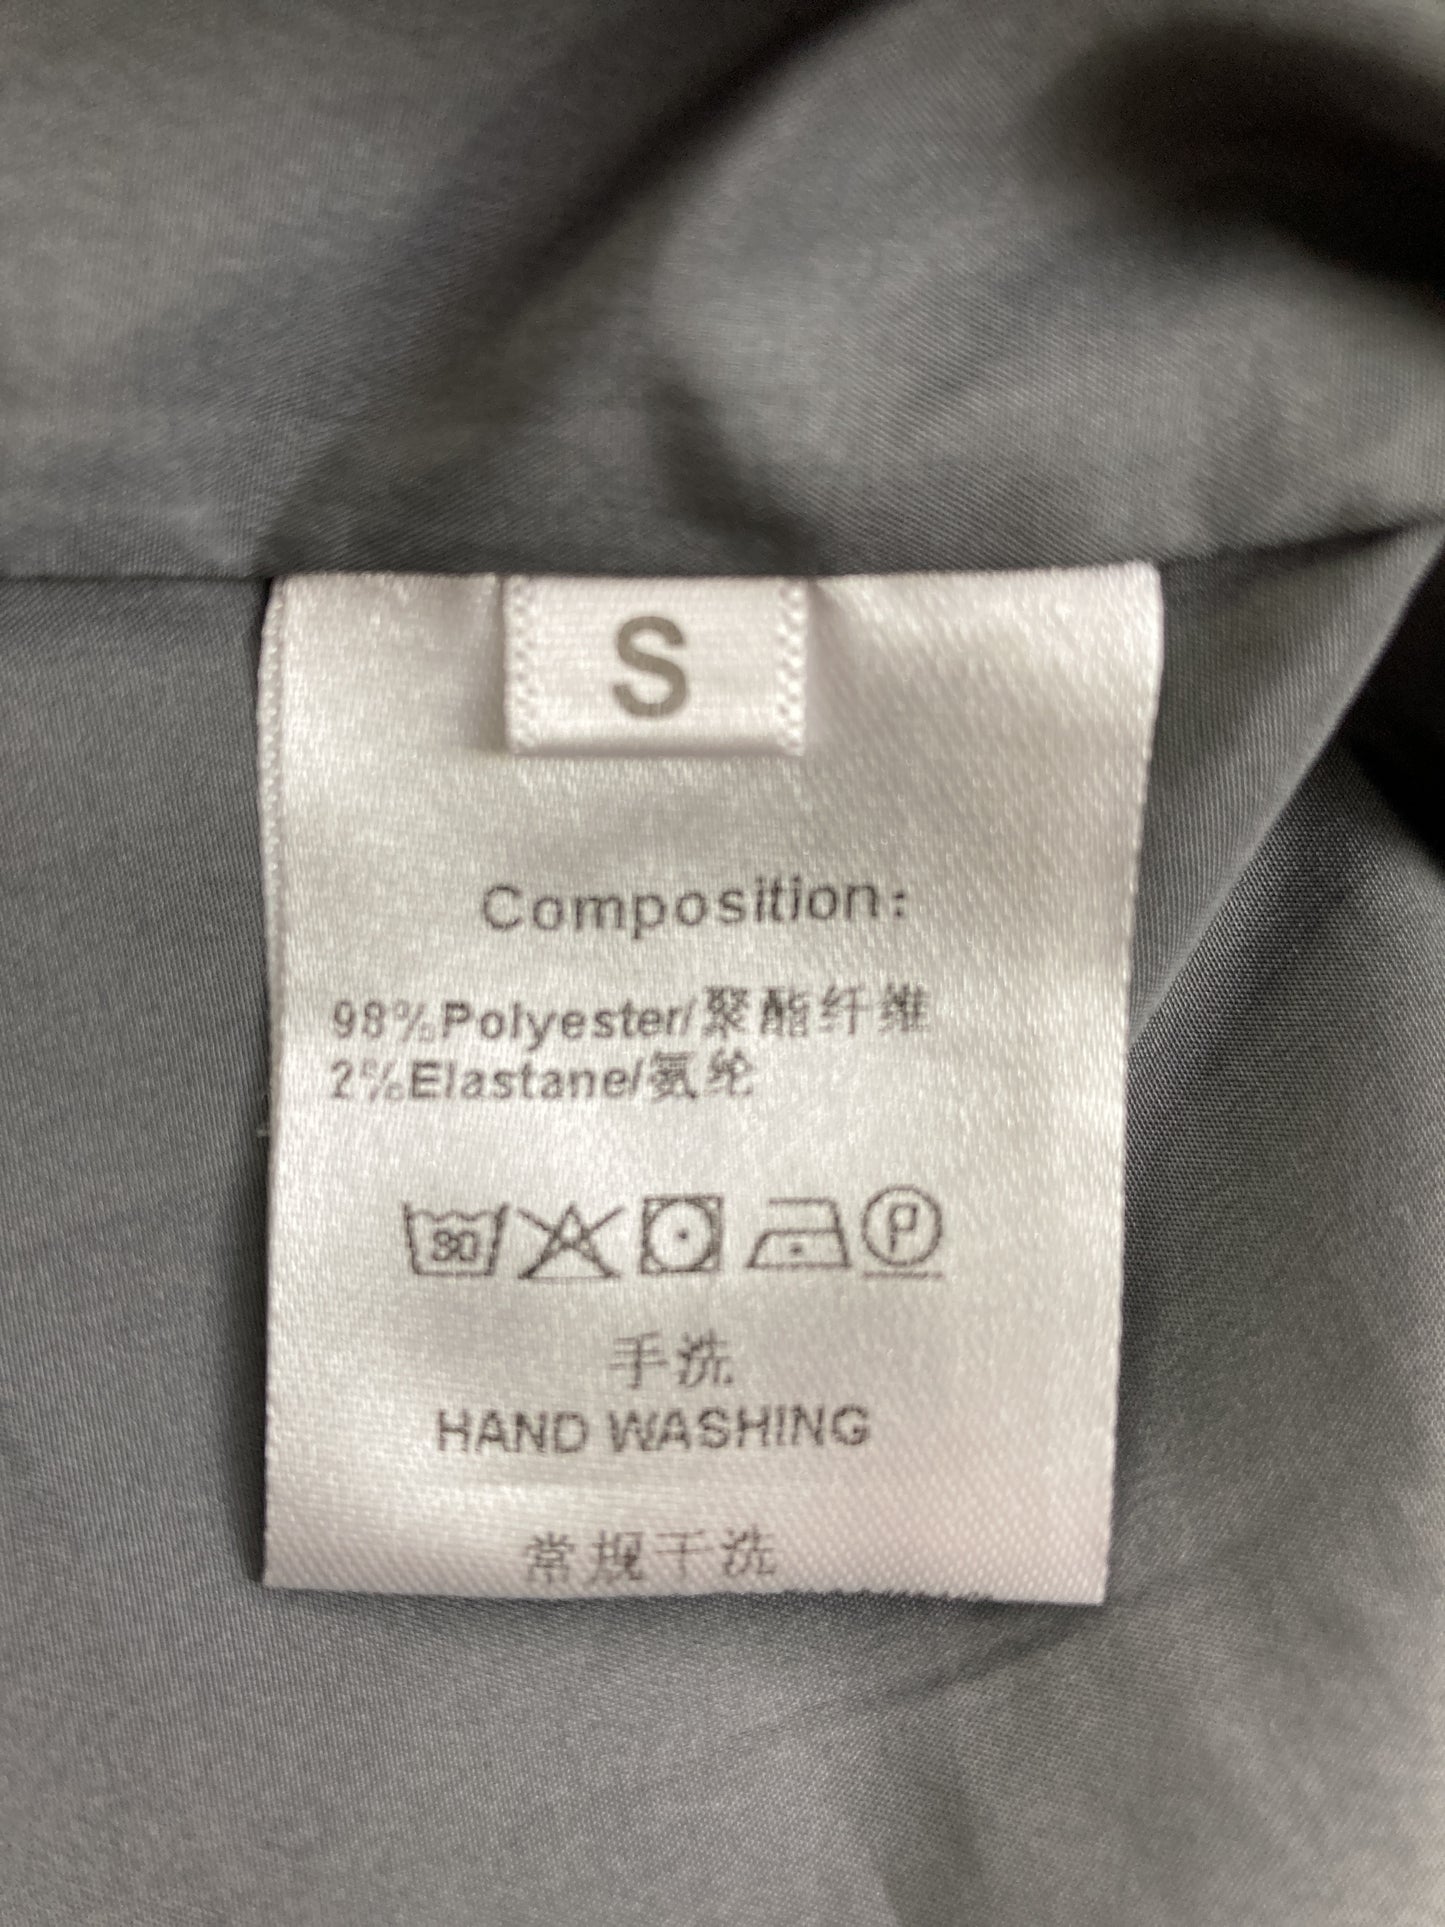 S
Composition:
98%Polyester/聚酯纤维
2%Elastane/氨纶
30
P
手洗
HAND WASHING
常规干洗